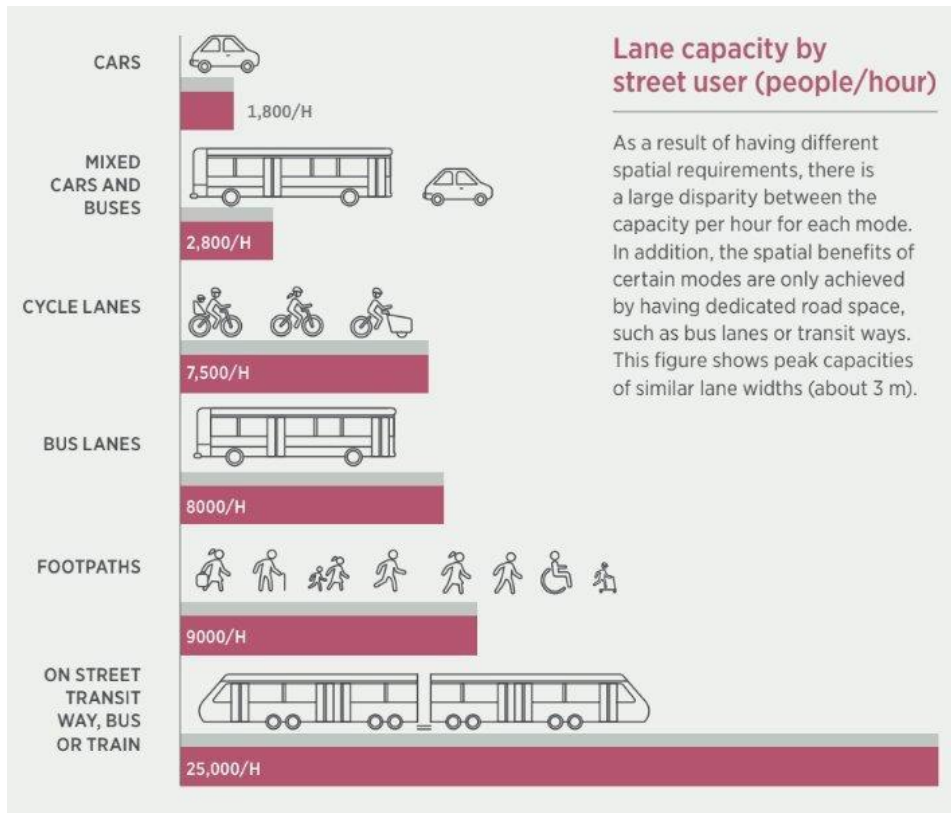 CARS
1,800/H
MIXED
CARS AND
BUSES
2,800/H
CYCLE LANES
7,500/H
BUS LANES
8000/H
FOOTPATHS
9000/H
ON STREET
TRANSIT
WAY, BUS
OR TRAIN
25,000/H
Lane capacity by
street user (people/hour)
As a result of having different
spatial requirements, there is
a large disparity between the
capacity per hour for each mode.
In addition, the spatial benefits of
certain modes are only achieved
by having dedicated road space,
such as bus lanes or transit ways.
This figure shows peak capacities
of similar lane widths (about 3 m).